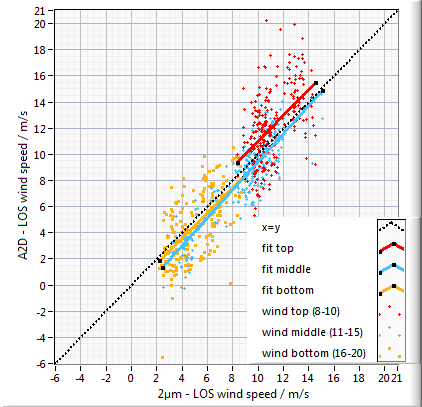 21
20
18
16
14
12
10
8
6
4
2
0
-2
-4
-6
A2D - LOS wind speed / m/s
x=y
fit top
fit middle
fit bottom
wind top (8-10)
wind middle (11-15)
wind bottom (16-20)
-6 -4 -2 0 2 4 6 8 10 12 14 16 18 20 21
2µm - LOS wind speed / m/s